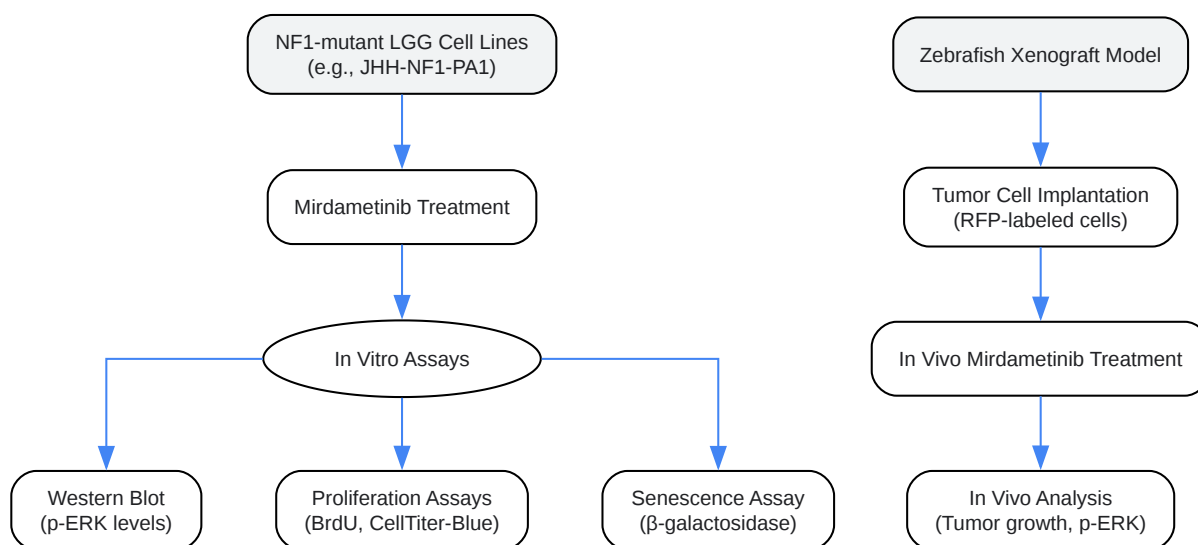 NF1-mutant LGG Cell Lines
(e.g., JHH-NF1-PA1)
Mirdametinib Treatment
In Vitro Assays
Western Blot
(p-ERK levels)
Proliferation Assays
(BrdU, CellTiter-Blue)
Senescence Assay
(β-galactosidase)
Zebrafish Xenograft Model
Tumor Cell Implantation
(RFP-labeled cells)
In Vivo Mirdametinib Treatment
In Vivo Analysis
(Tumor growth, p-ERK)